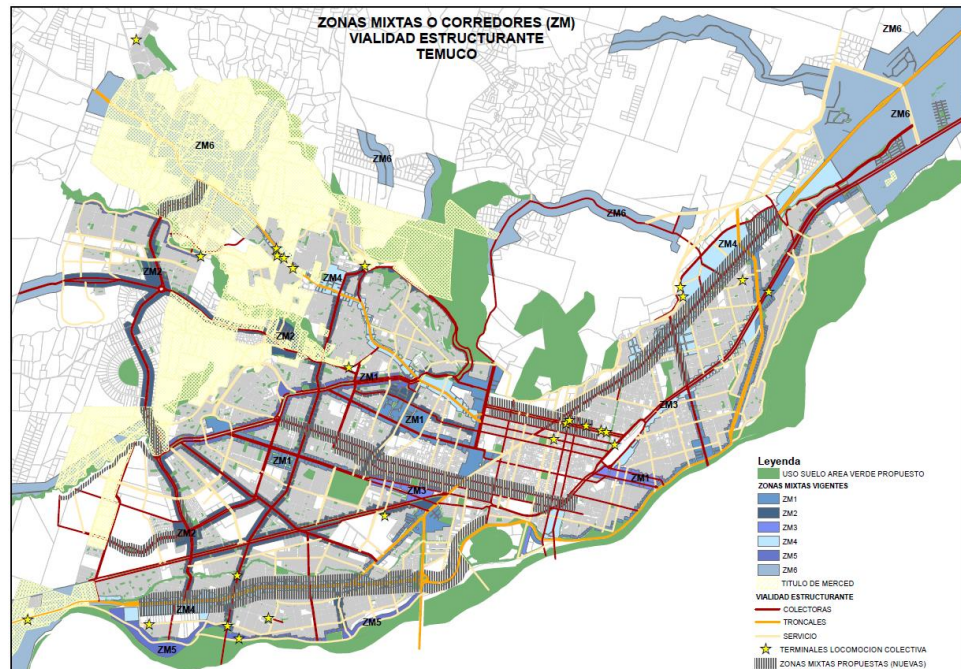 ZONAS MIXTAS O CORREDORES (ZM)
VIALIDAD ESTRUCTURANTE
TEMUCO
ZM6
ZM6
ZM6
ZM6
ZM6
ZM4
ZM2
ZM4
ZM2
ZM1
ZM3
ZM1
ZM1
ZM3
ZM1
ZM2
ZM4
ZM5
ZM5
Leyenda
USO SUELO AREA VERDE PROPUESTO
ZONAS MIXTAS VIGENTES
ZM1
ZM2
ZM3
ZM4
ZM5
ZM6
TITULO DE MERCED
VIALIDAD ESTRUCTURANTE
COLECTORAS
TRONCALES
SERVICIO
TERMINALES LOCOMOCION COLECTIVA
ZONAS MIXTAS PROPUESTAS (NUEVAS)